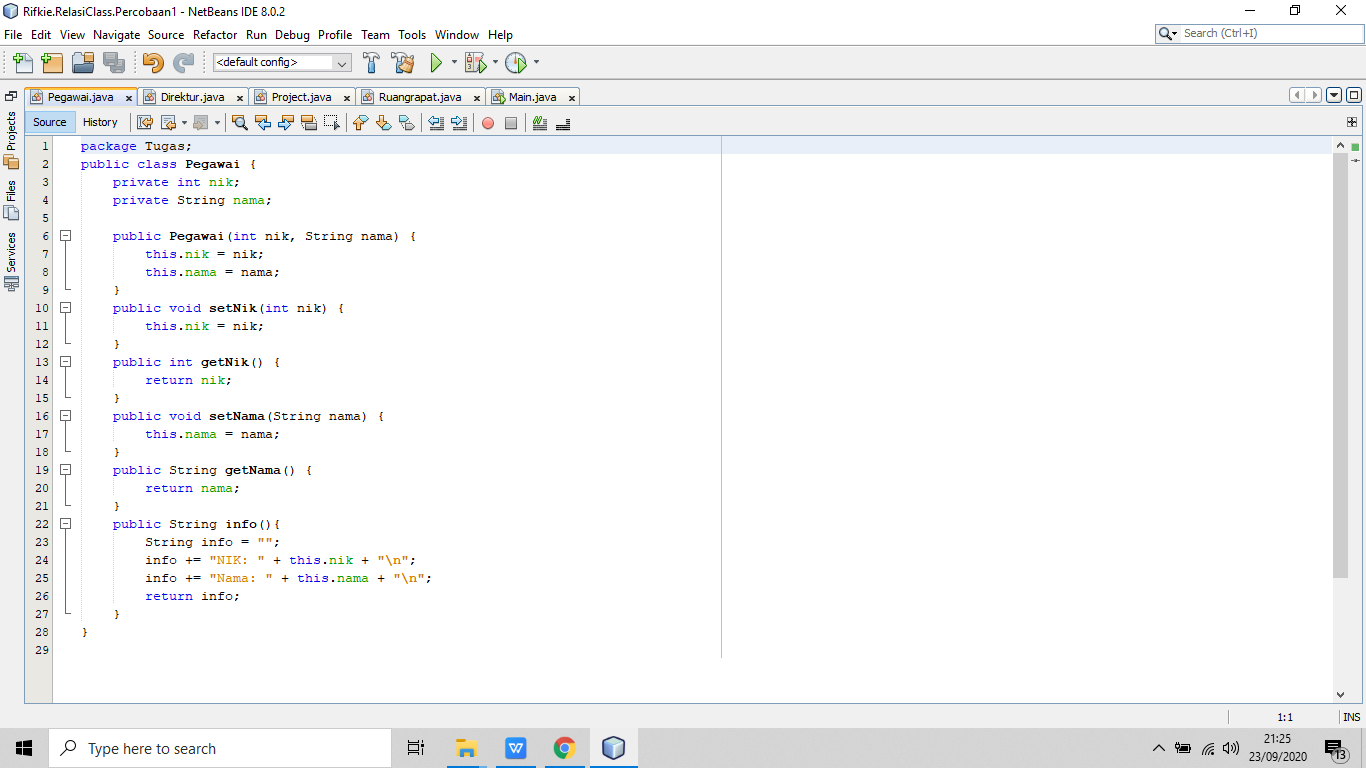 Rifkie.RelasiClass.Percobaan1 - NetBeans IDE 8.0.2
File Edit View Navigate Source Refactor Run Debug Profile Team Tools Window Help
Search (Ctrl+I)
<default config>
Pegawai.java Direktur.java Project.java Ruangrapat.java Main.java
Projects
Files
Services
Source History
1 package Tugas;
2 public class Pegawai {
3 private int nik;
4 private String nama;
5
6 public Pegawai(int nik, String nama) {
7 this.nik = nik;
8 this.nama = nama;
9 }
10 public void setNik(int nik) {
11 this.nik = nik;
12 }
13 public int getNik() {
14 return nik;
15 }
16 public void setNama(String nama) {
17 this.nama = nama;
18 }
19 public String getNama() {
20 return nama;
21 }
22 public String info(){
23 String info = "";
24 info += "NIK: " + this.nik + "\n";
25 info += "Nama: " + this.nama + "\n";
26 return info;
27 }
28 }
29
1:1 INS
Type here to search
21:25
23/09/2020
13